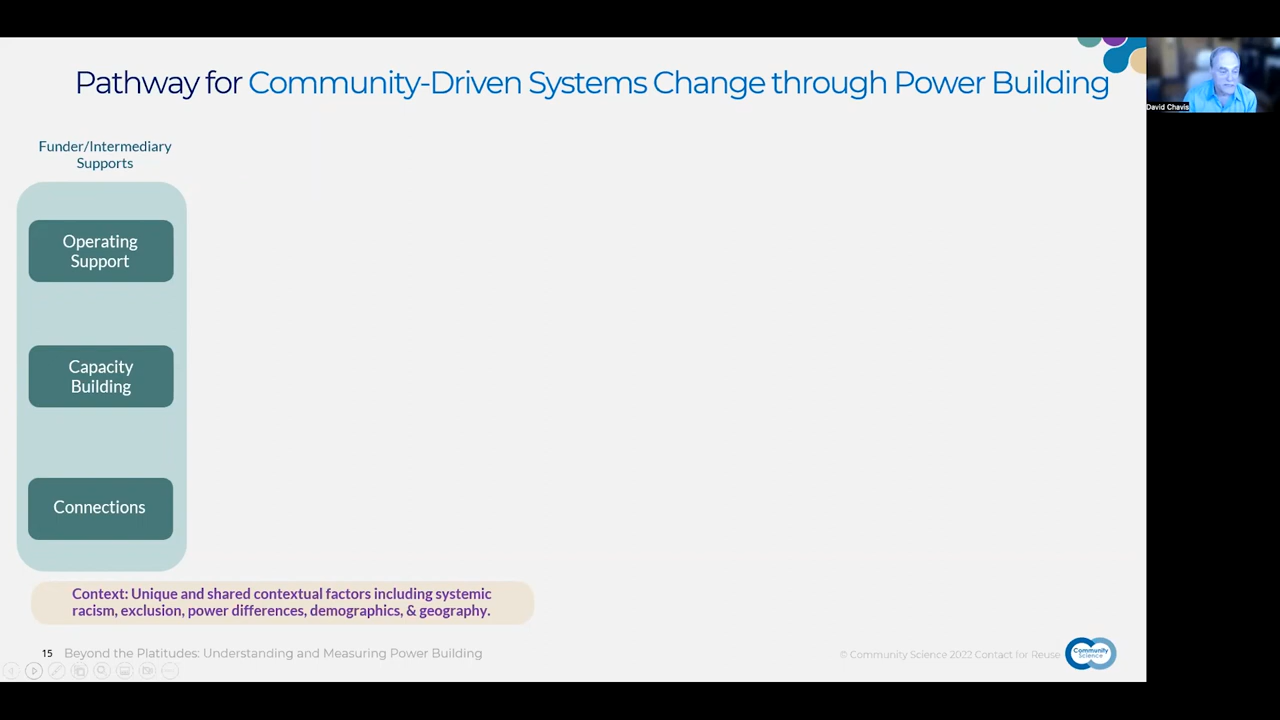 Pathway for Community-Driven Systems Change through Power Building
David Chavis
Funder/Intermediary
Supports
Operating
Support
Capacity
Building
Connections
Context: Unique and shared contextual factors including systemic
racism, exclusion, power differences, demographics, & geography.
15 Beyond the Platitudes: Understanding and Measuring Power Building
© Community Science 2022 Contact for Reuse
Community
Science